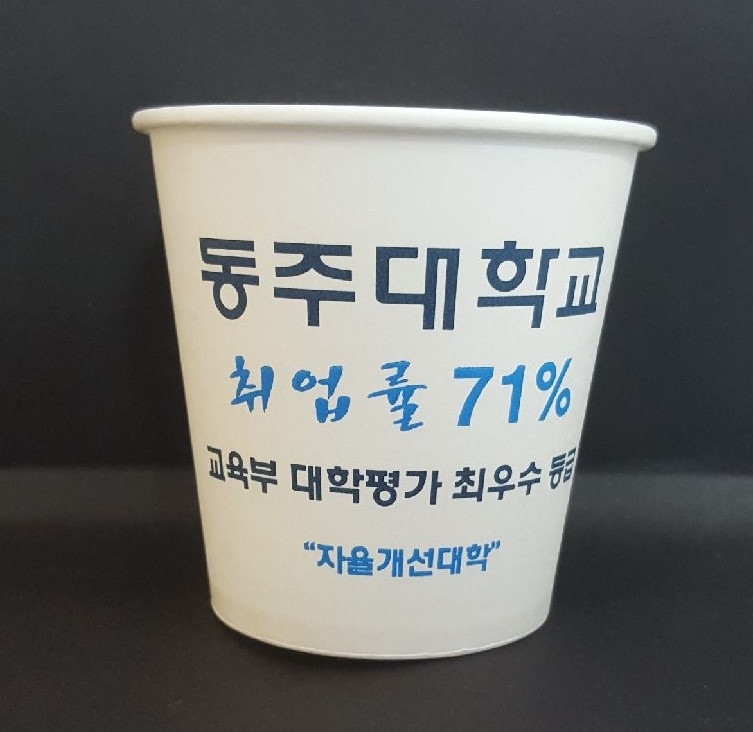 동주대학교
취업률 71%
교육부 대학평가 최우수 등급
“자율개선대학”